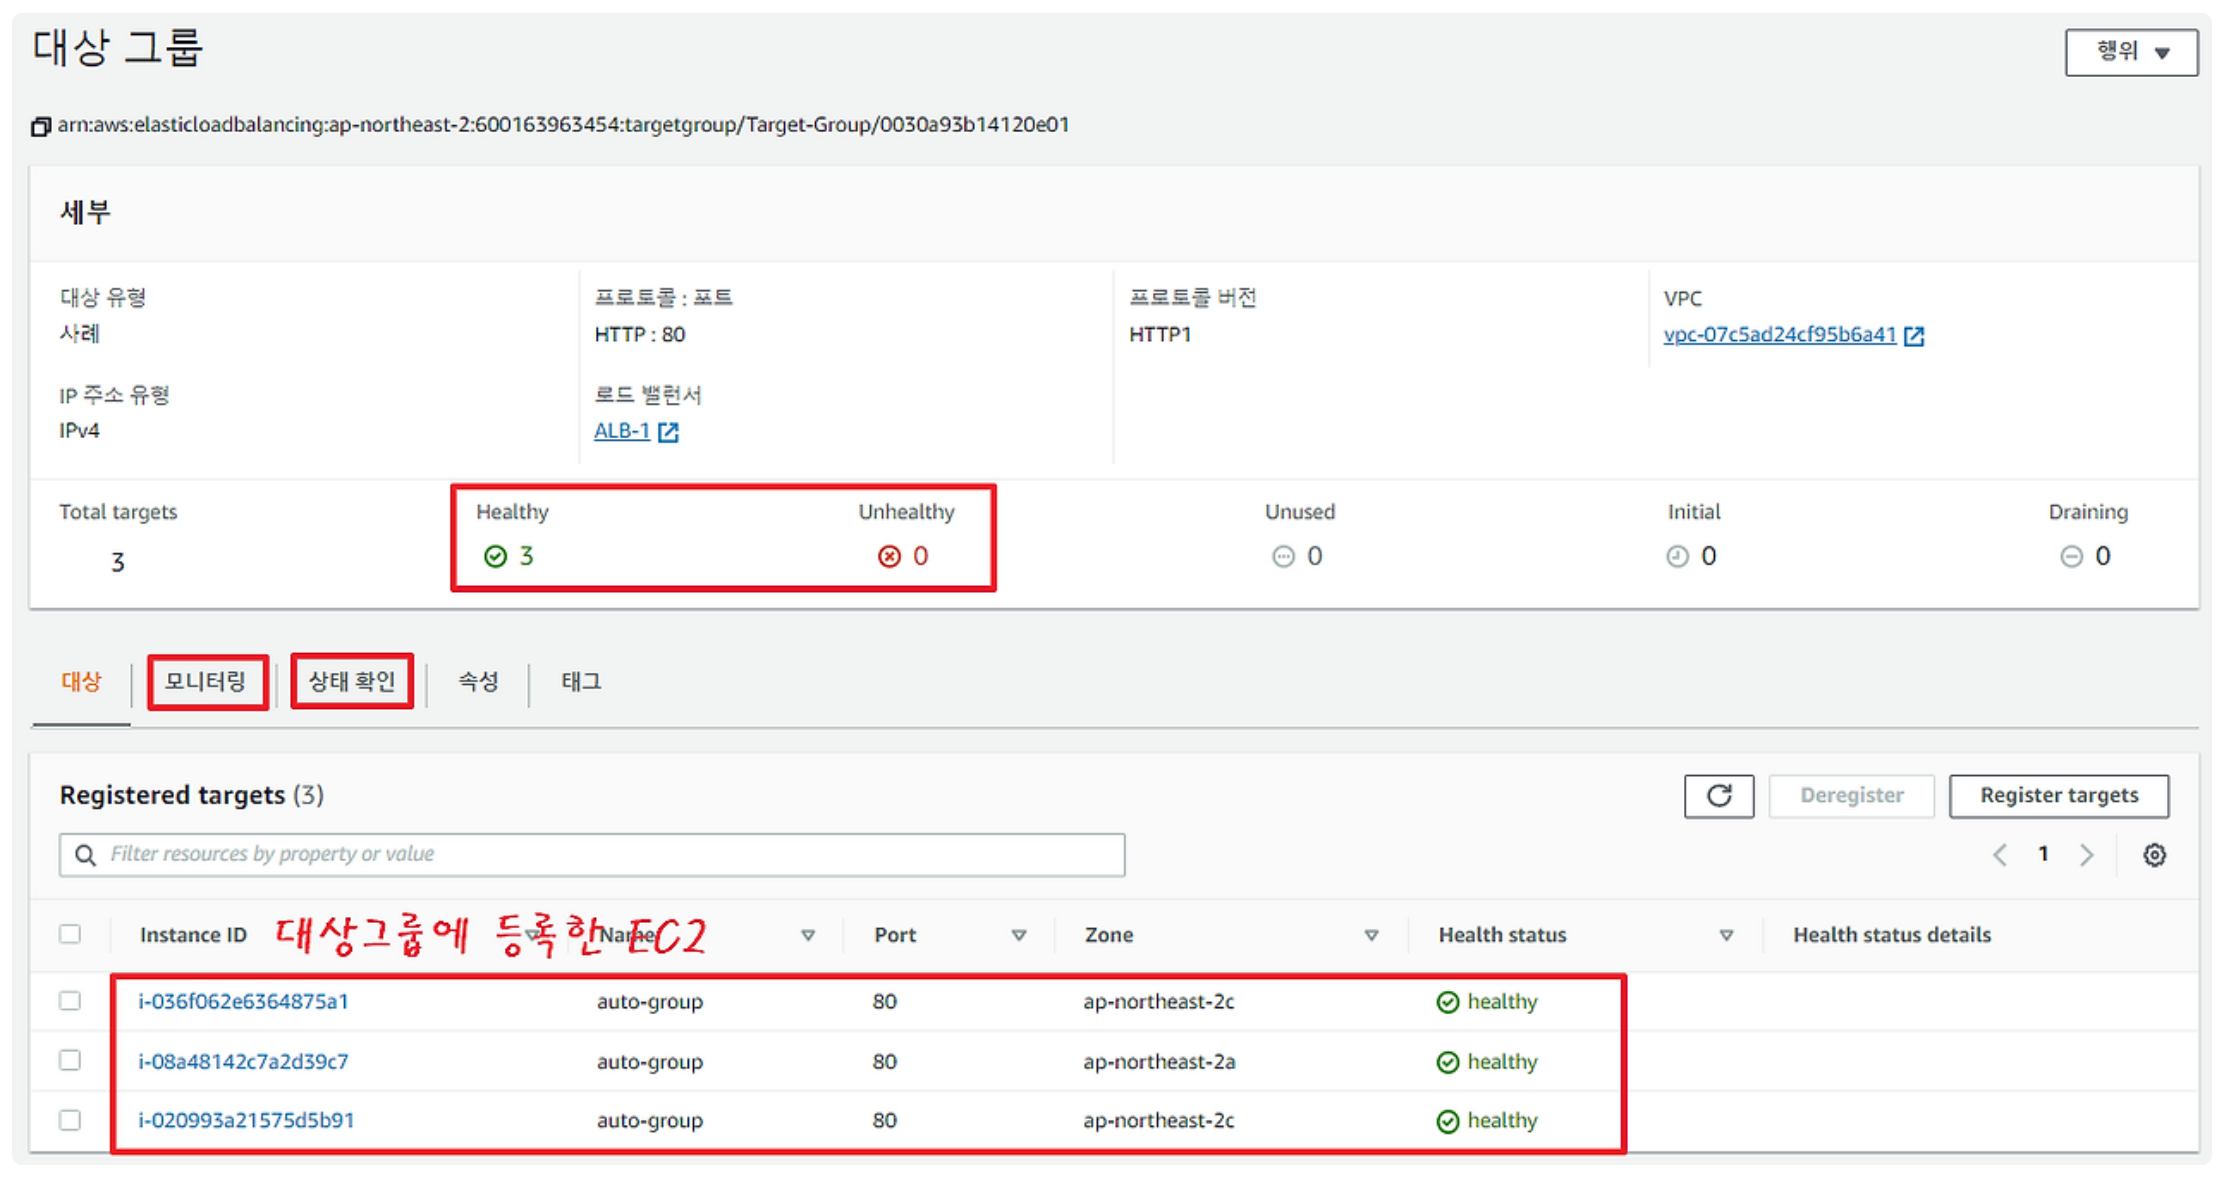 대상 그룹
행위
arn:aws:elasticloadbalancing:ap-northeast-2:600163963454:targetgroup/Target-Group/0030a93b14120e01
세부
대상 유형 프로토콜 : 포트 프로토콜 버전 VPC
사례 HTTP : 80 HTTP1 vpc-07c5ad24cf95b6a41
IP 주소 유형 로드 밸런서
IPv4 ALB-1
Total targets Healthy Unhealthy Unused Initial Draining
3 3 0 0 0 0
대상 모니터링 상태 확인 속성 태그
Registered targets (3) Deregister Register targets
Filter resources by property or value 1
Instance ID 대상그룹에 등록한 EC2 Name Port Zone Health status Health status details
i-036f062e6364875a1 auto-group 80 ap-northeast-2c healthy
i-08a48142c7a2d39c7 auto-group 80 ap-northeast-2a healthy
i-020993a21575d5b91 auto-group 80 ap-northeast-2c healthy